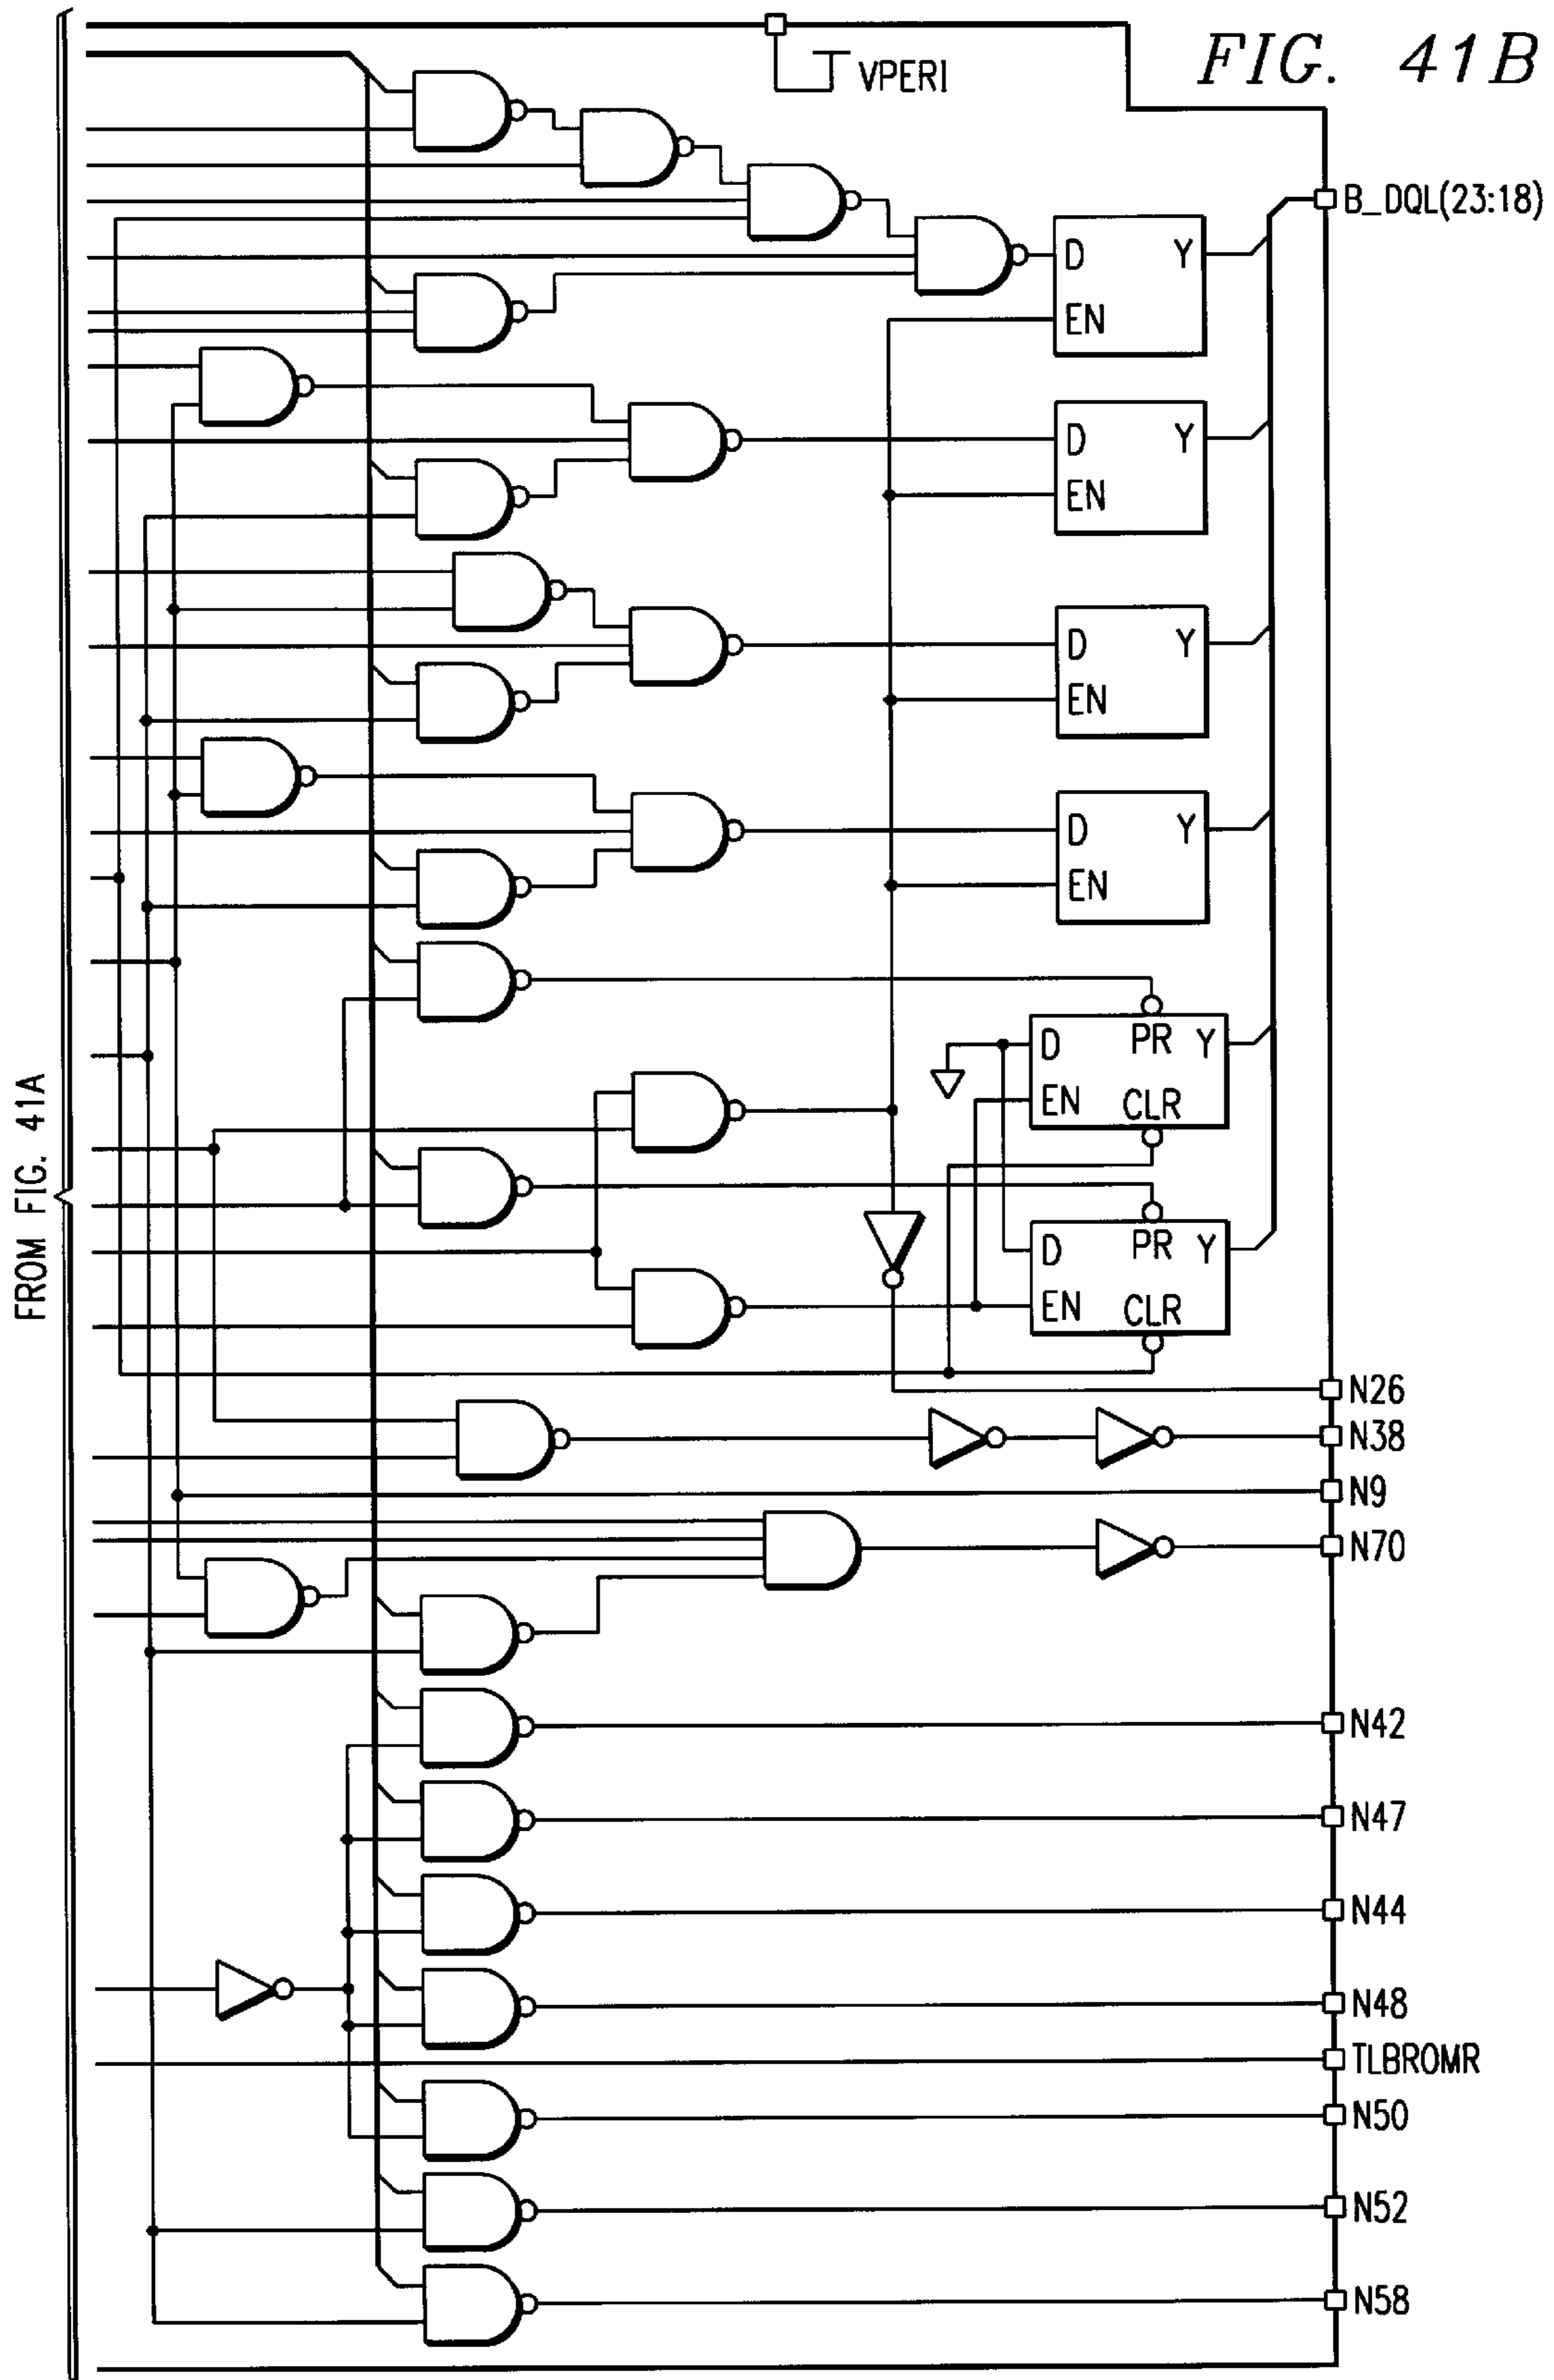 FIG. 41B
VPERI
B_DQL(23:18)
D Y
EN
D Y
EN
D Y
EN
D Y
EN
D PR Y
EN CLR
D PR Y
EN CLR
FROM FIG. 41A
N26
N38
N9
N70
N42
N47
N44
N48
TLBROMR
N50
N52
N58